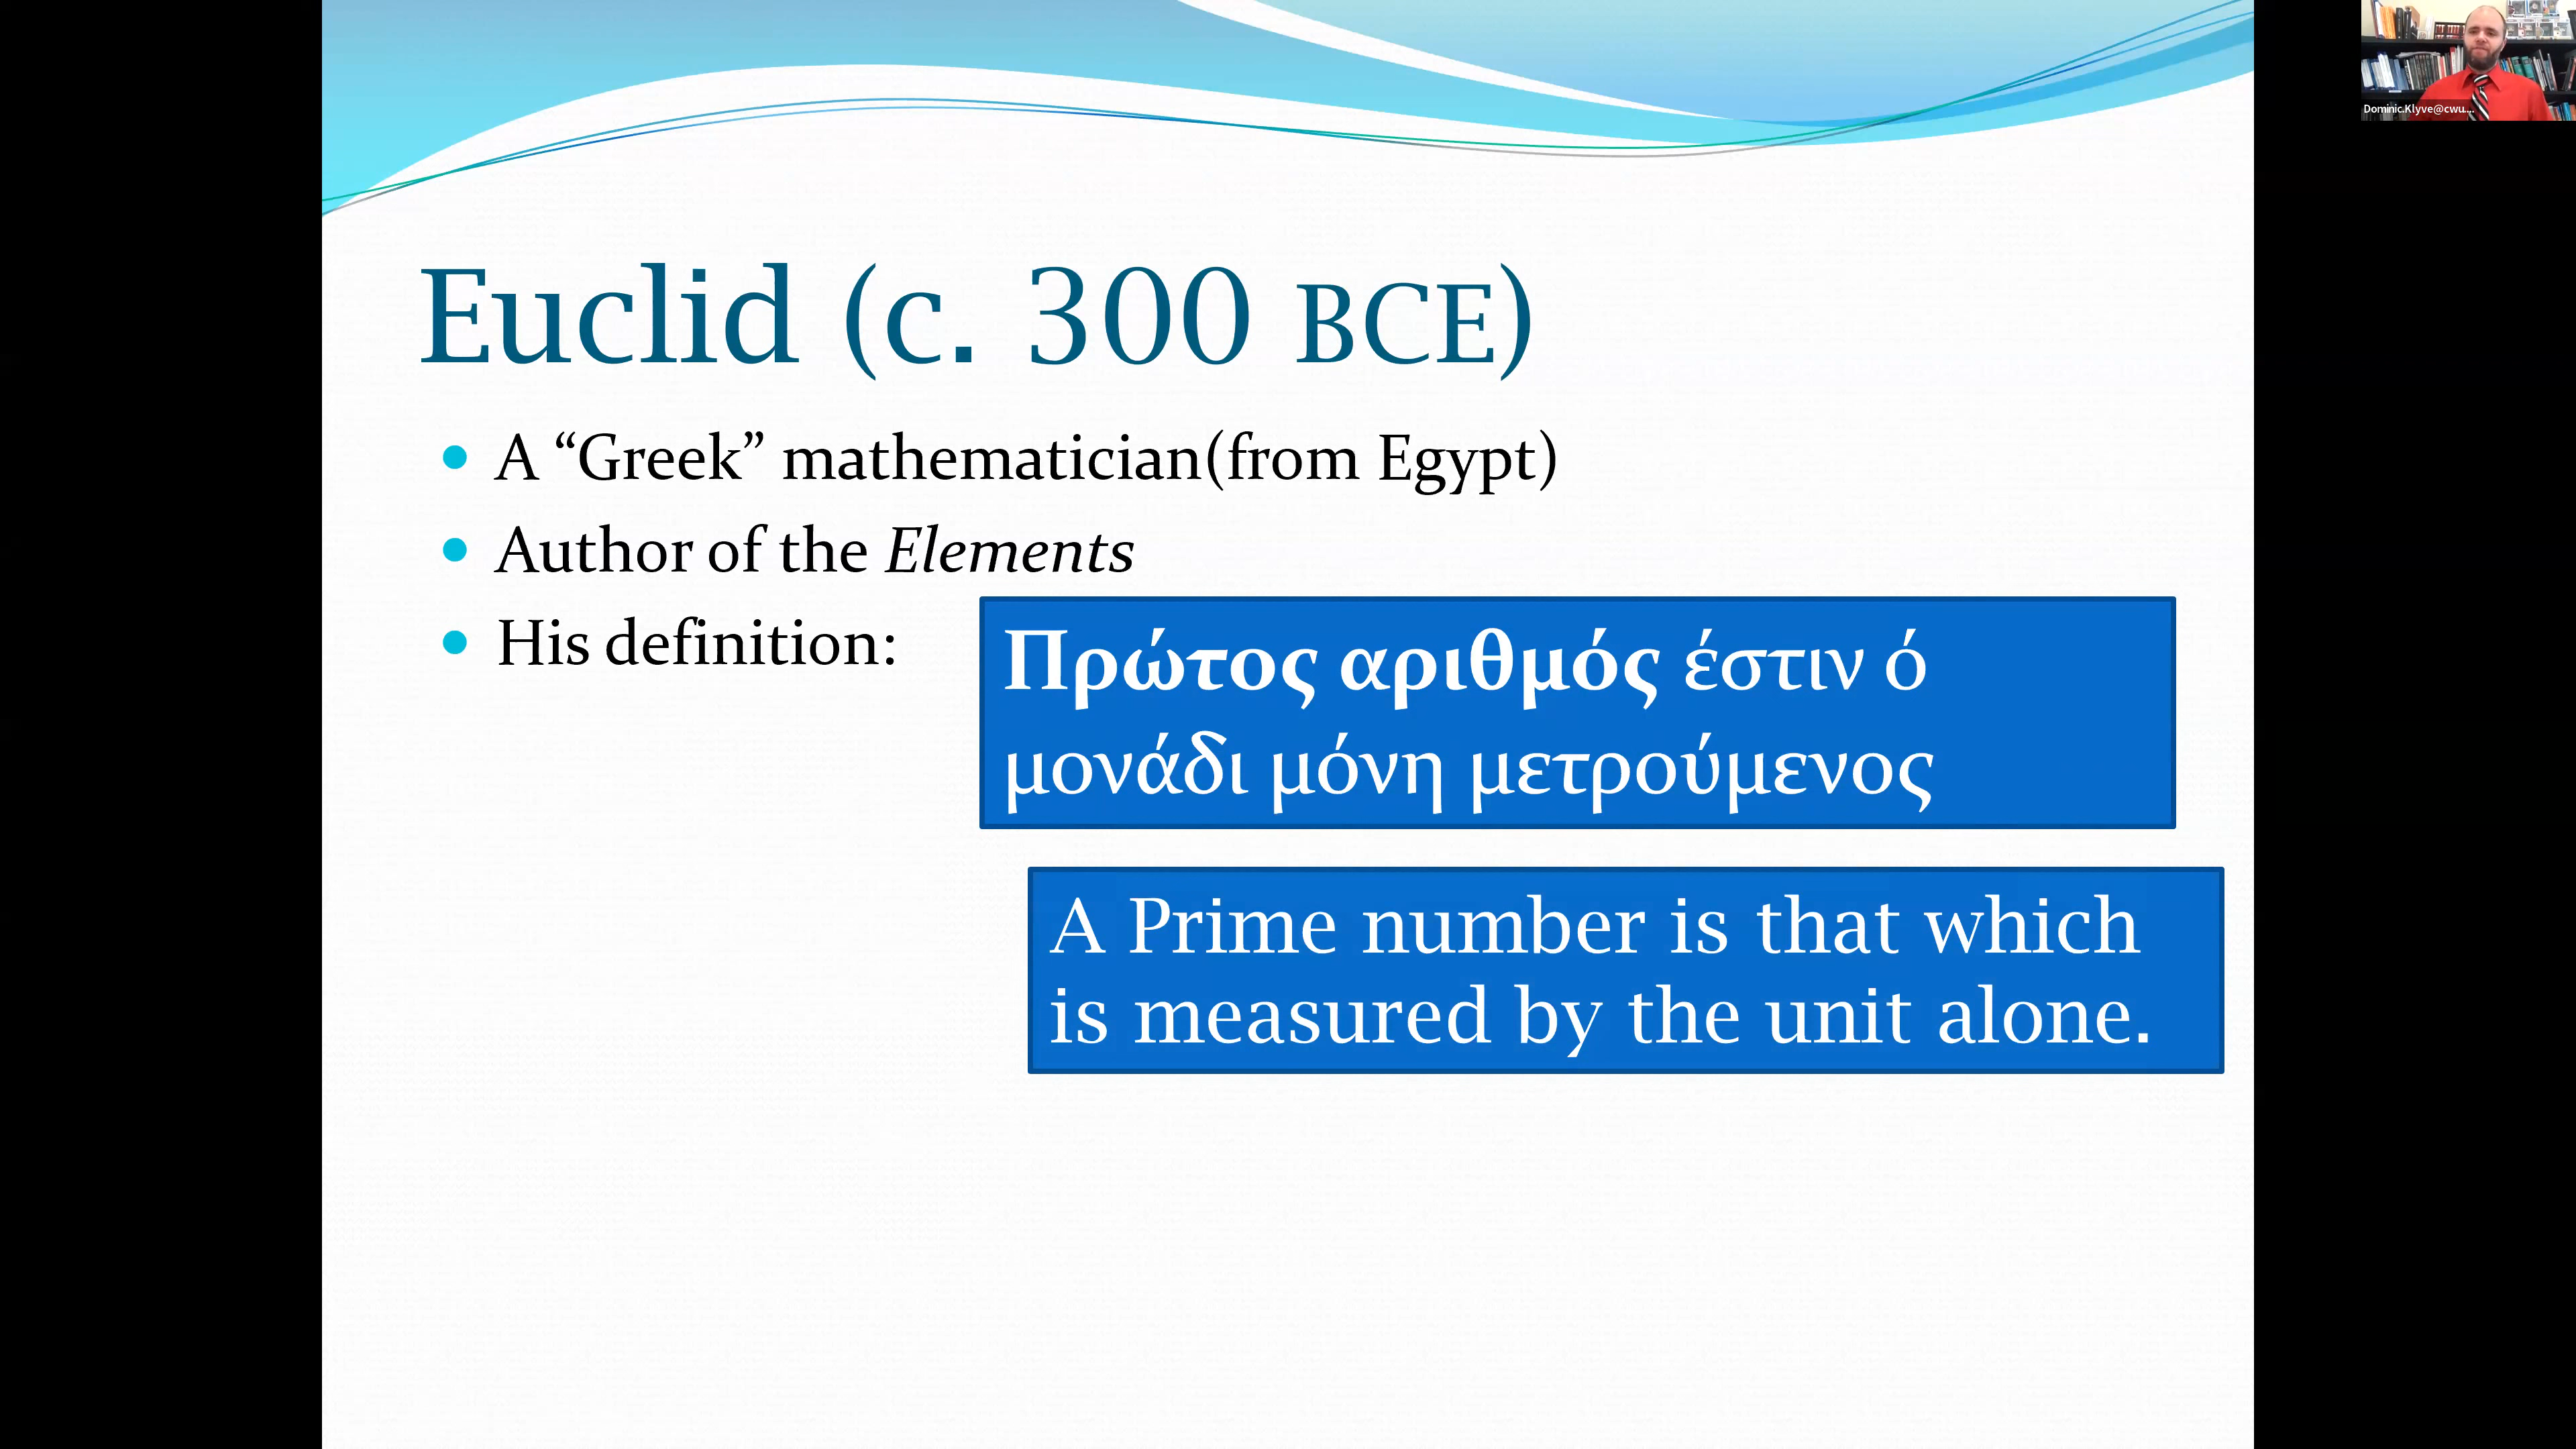 Euclid (c. 300 BCE)
A “Greek” mathematician(from Egypt)
Author of the Elements
His definition:
Πρώτος αριθμός έστιν ό
μονάδι μόνη μετρούμενος
A Prime number is that which
is measured by the unit alone.
Dominic.Klyve@cwu....